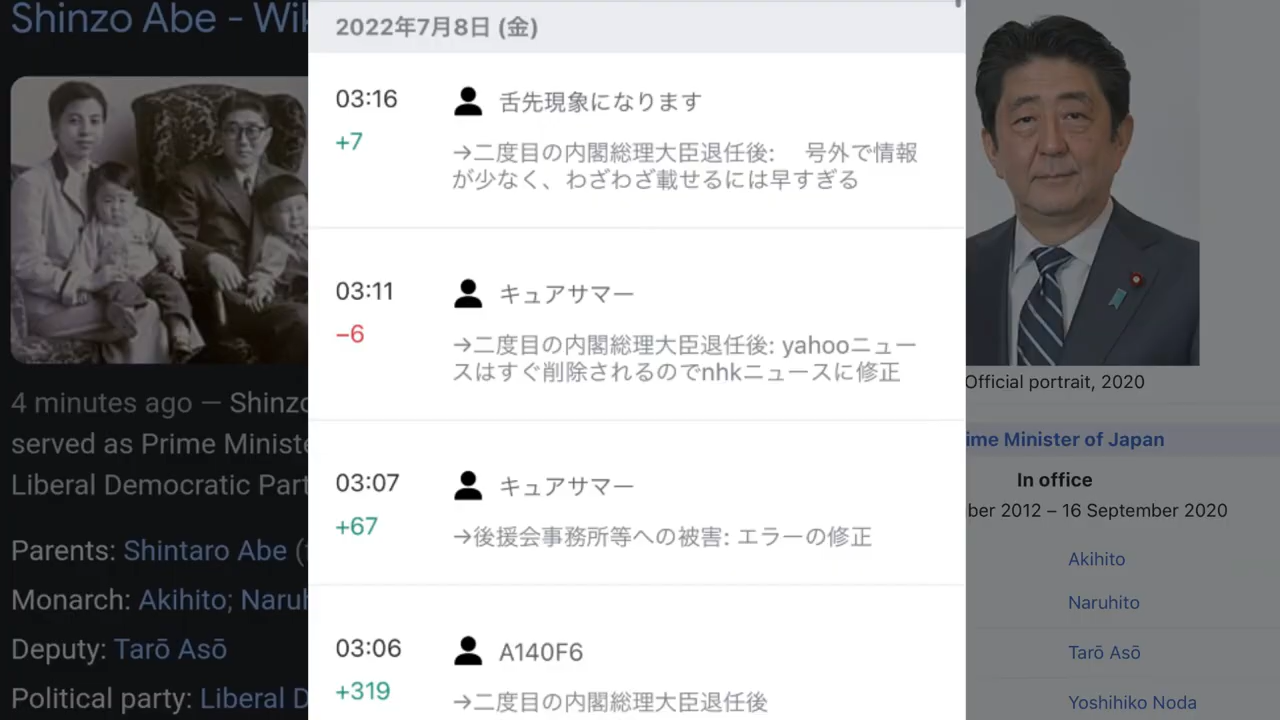 Shinzo Abe - Wik
4 minutes ago — Shinzo
served as Prime Ministe
Liberal Democratic Part
Parents: Shintaro Abe (
Monarch: Akihito; Naruh
Deputy: Tarō Asō
Political party: Liberal D
2022年7月8日 (金)
03:16 舌先現象になります
+7
→二度目の内閣総理大臣退任後: 号外で情報
が少なく、わざわざ載せるには早すぎる
03:11 キュアサマー
−6
→二度目の内閣総理大臣退任後: yahooニュー
スはすぐ削除されるのでnhkニュースに修正
03:07 キュアサマー
+67
→後援会事務所等への被害: エラーの修正
03:06 A140F6
+319
→二度目の内閣総理大臣退任後
Official portrait, 2020
ime Minister of Japan
In office
ber 2012 – 16 September 2020
Akihito
Naruhito
Tarō Asō
Yoshihiko Noda